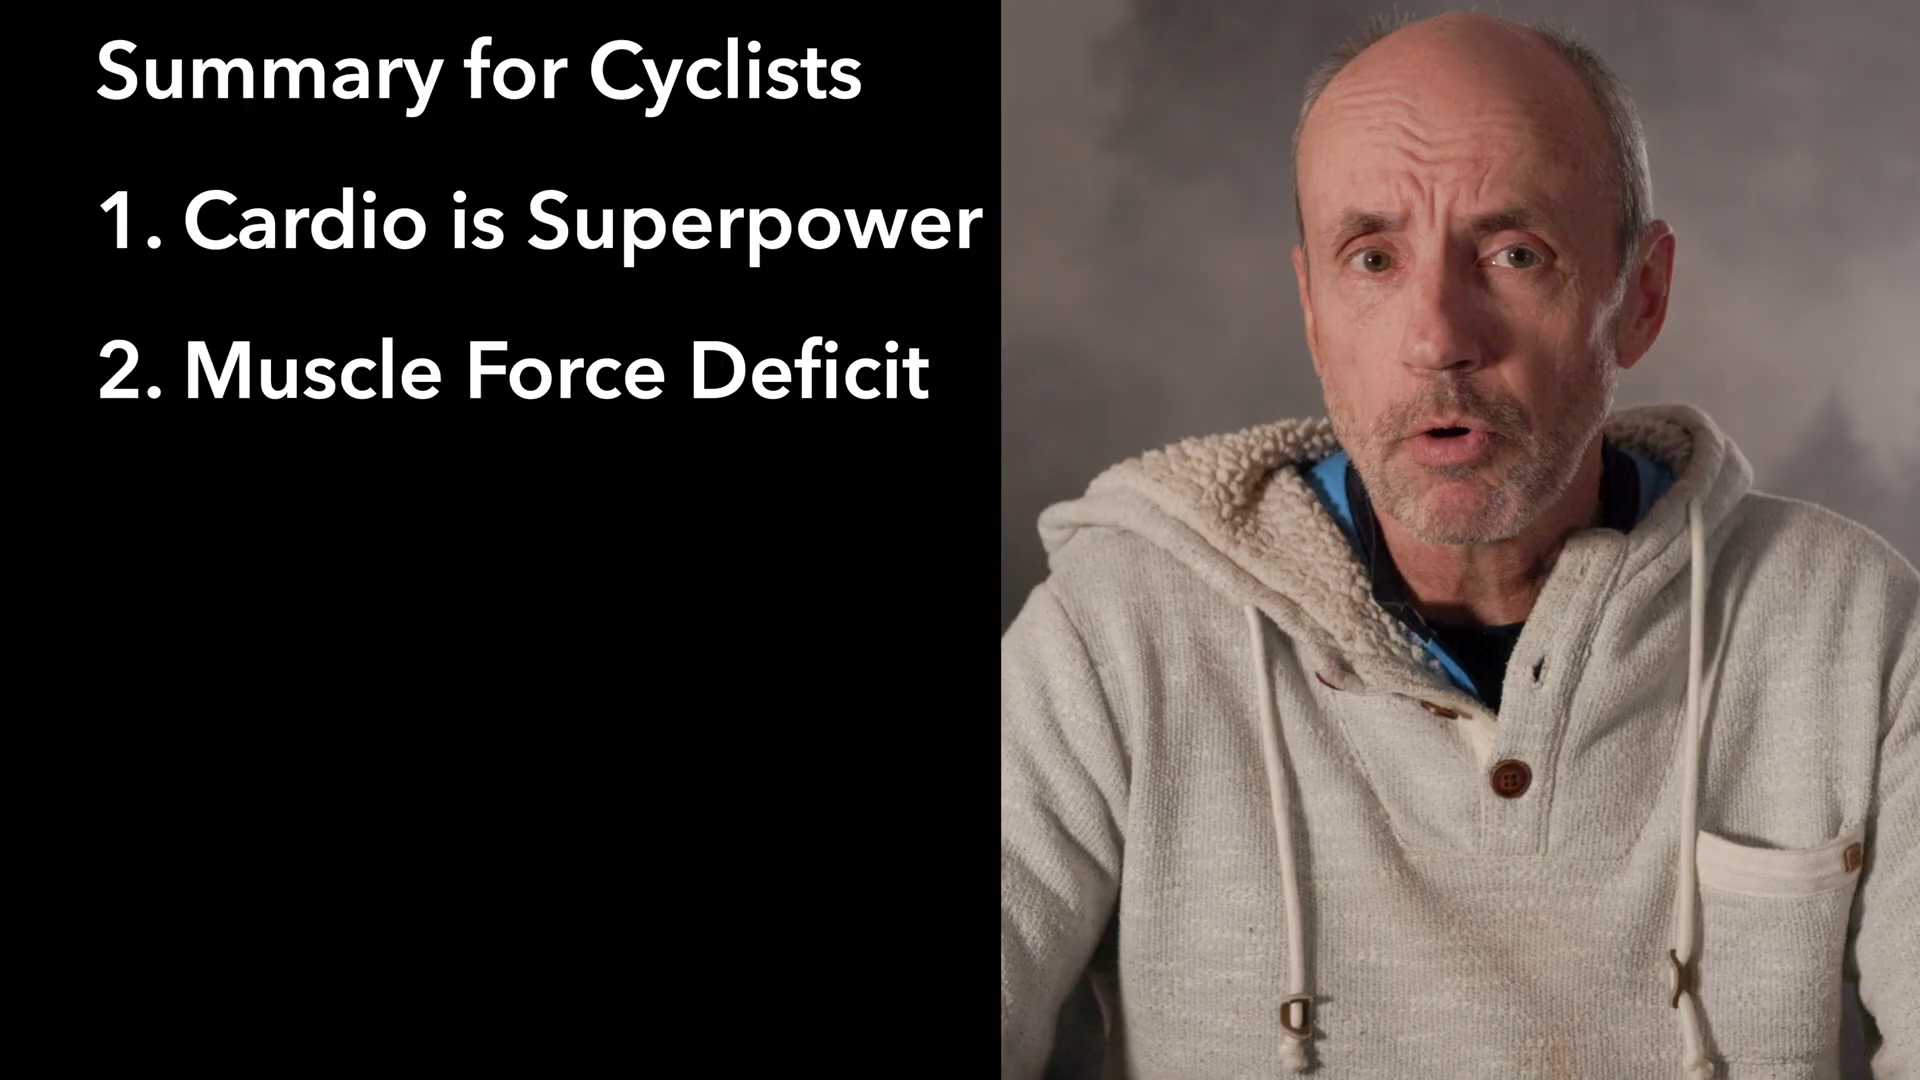 Summary for Cyclists
1. Cardio is Superpower
2. Muscle Force Deficit